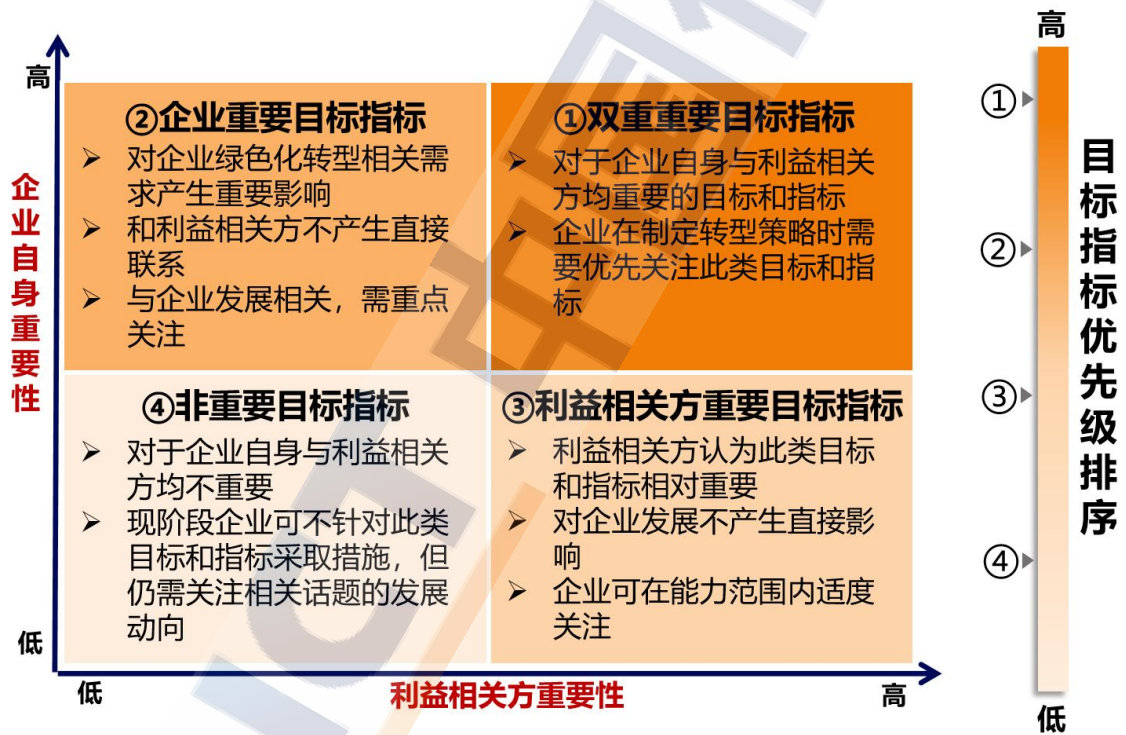 高
②企业重要目标指标
➢ 对企业绿色化转型相关需
求产生重要影响
➢ 和利益相关方不产生直接
联系
➢ 与企业发展相关，需重点
关注
①双重重要目标指标
➢ 对于企业自身与利益相关
方均重要的目标和指标
➢ 企业在制定转型策略时需
要优先关注此类目标和指
标
企业自身重要性
④非重要目标指标
➢ 对于企业自身与利益相关
方均不重要
➢ 现阶段企业可不针对此类
目标和指标采取措施，但
仍需关注相关话题的发展
动向
③利益相关方重要目标指标
➢ 利益相关方认为此类目标
和指标相对重要
➢ 对企业发展不产生直接影
响
➢ 企业可在能力范围内适度
关注
低
低
利益相关方重要性
高
高
①
②
③
④
低
目标指标优先级排序